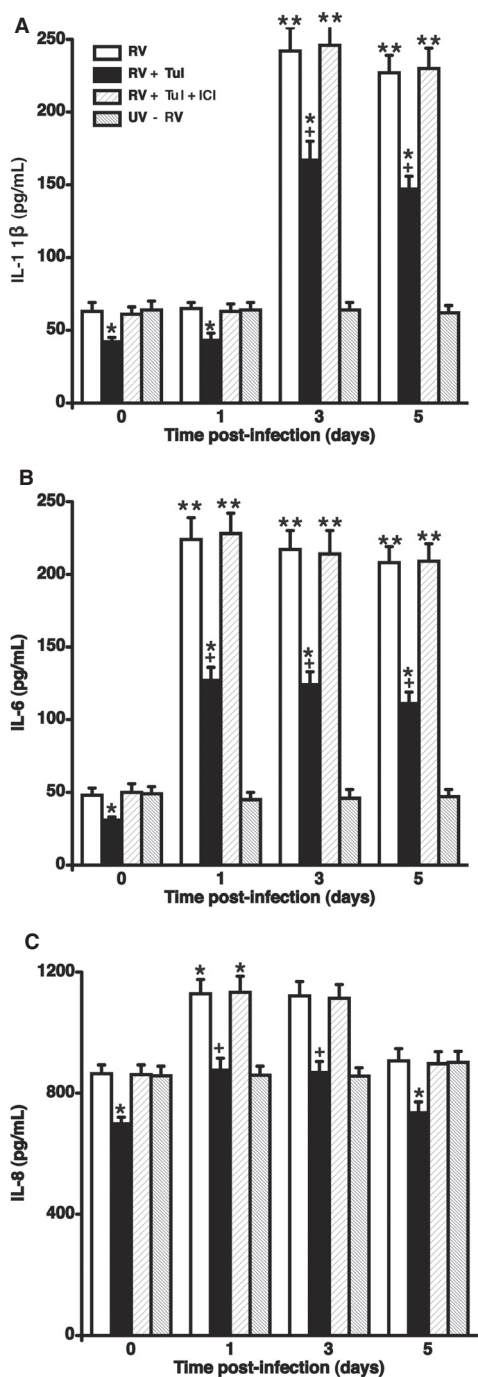 A
250
200
150
100
50
0
IL-1 1β (pg/mL)
RV
RV + Tul
RV + Tul + ICI
UV - RV
** ** ** **
*+ *+
* *
0 1 3 5
Time post-infection (days)
B
250
200
150
100
50
0
IL-6 (pg/mL)
** ** ** ** ** **
*+ *+ *+
*
0 1 3 5
Time post-infection (days)
C
1200
800
400
0
IL-8 (pg/mL)
* *
+ +
* *
0 1 3 5
Time post-infection (days)